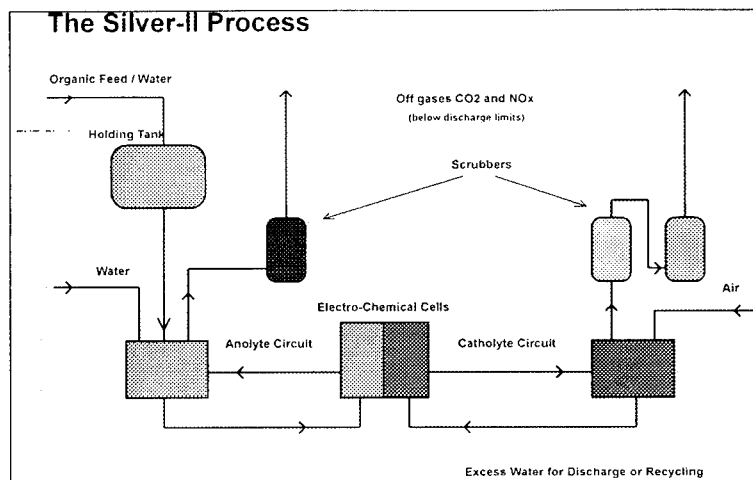 The Silver-II Process
Organic Feed / Water
Off gases CO2 and NOx
(below discharge limits)
Holding Tank
Scrubbers
Water
Air
Electro-Chemical Cells
Anolyte Circuit
Catholyte Circuit
Excess Water for Discharge or Recycling